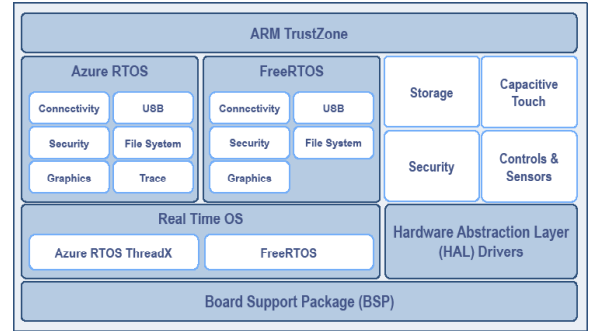 ARM TrustZone
Azure RTOS
Connectivity
USB
Security
File System
Graphics
Trace
FreeRTOS
Connectivity
USB
Security
File System
Graphics
Storage
Capacitive
Touch
Security
Controls &
Sensors
Real Time OS
Azure RTOS ThreadX
FreeRTOS
Hardware Abstraction Layer
(HAL) Drivers
Board Support Package (BSP)